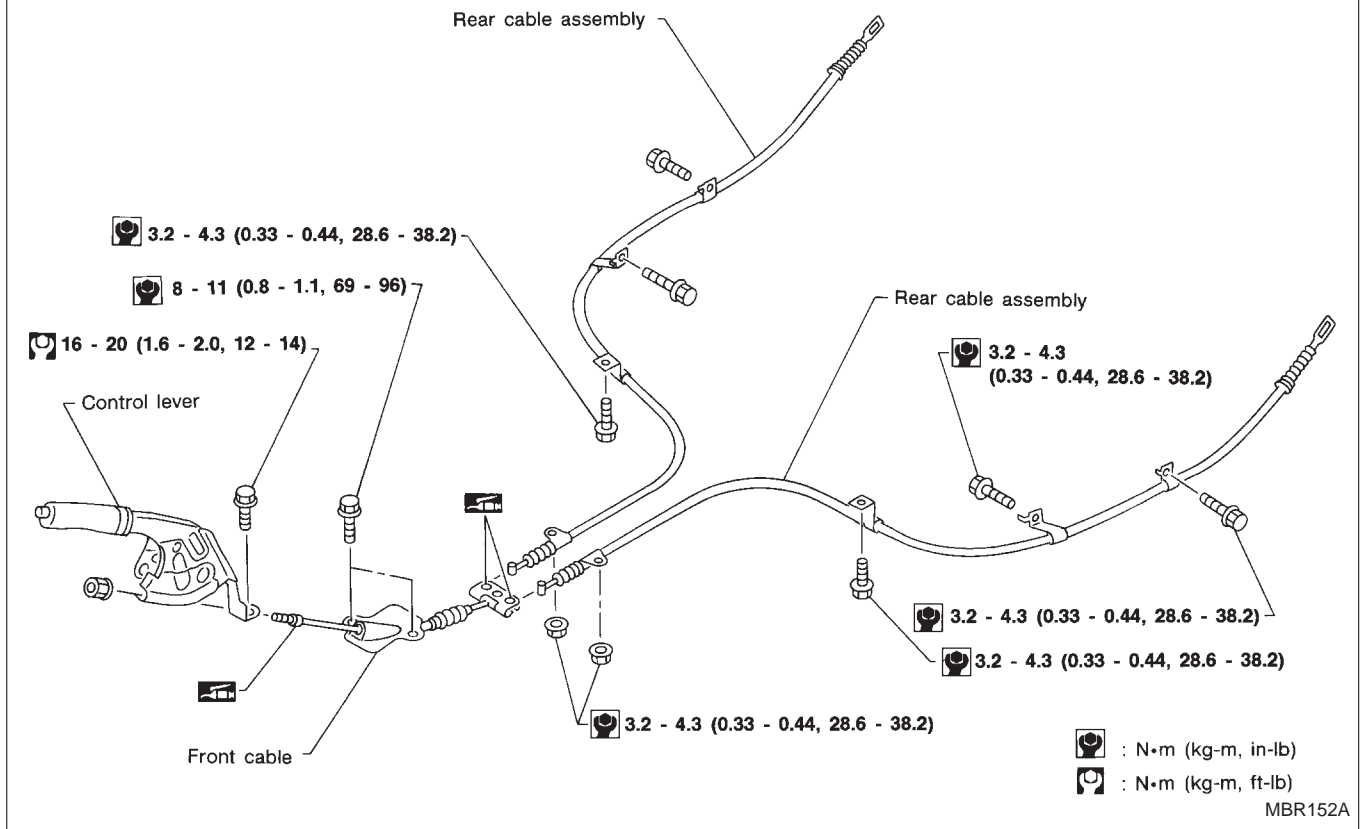 Rear cable assembly
3.2 - 4.3 (0.33 - 0.44, 28.6 - 38.2)
8 - 11 (0.8 - 1.1, 69 - 96)
16 - 20 (1.6 - 2.0, 12 - 14)
Control lever
Rear cable assembly
3.2 - 4.3
(0.33 - 0.44, 28.6 - 38.2)
3.2 - 4.3 (0.33 - 0.44, 28.6 - 38.2)
3.2 - 4.3 (0.33 - 0.44, 28.6 - 38.2)
3.2 - 4.3 (0.33 - 0.44, 28.6 - 38.2)
Front cable
: N•m (kg-m, in-lb)
: N•m (kg-m, ft-lb)
MBR152A